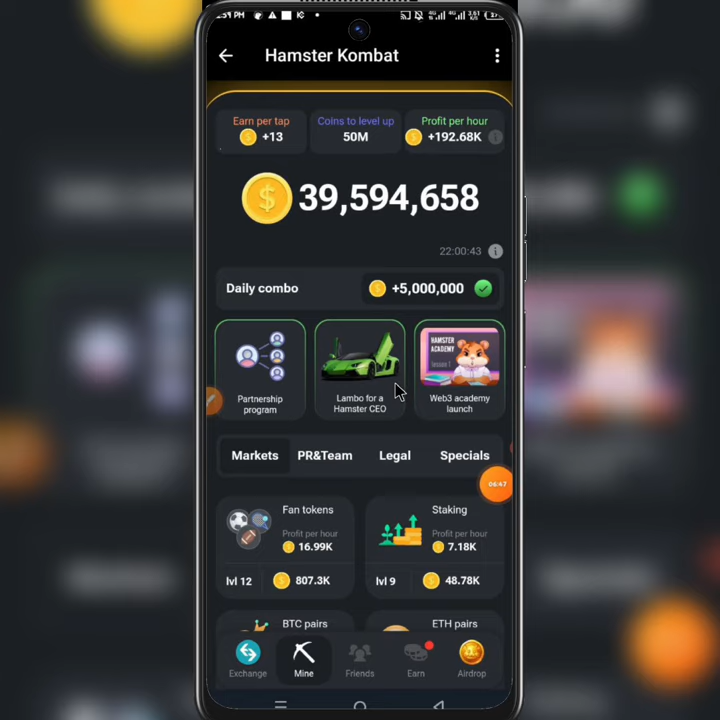 Hamster Kombat
Earn per tap
+13
Coins to level up
50M
Profit per hour
+192.68K
39,594,658
22:00:43
Daily combo
+5,000,000
Partnership
program
Lambo for a
Hamster CEO
HAMSTER
ACADEMY
lesson 1
Web3 academy
launch
Markets
PR&Team
Legal
Specials
06:47
Fan tokens
Profit per hour
16.99K
lvl 12
807.3K
Staking
Profit per hour
7.18K
lvl 9
48.78K
BTC pairs
ETH pairs
Exchange
Mine
Friends
Earn
Airdrop